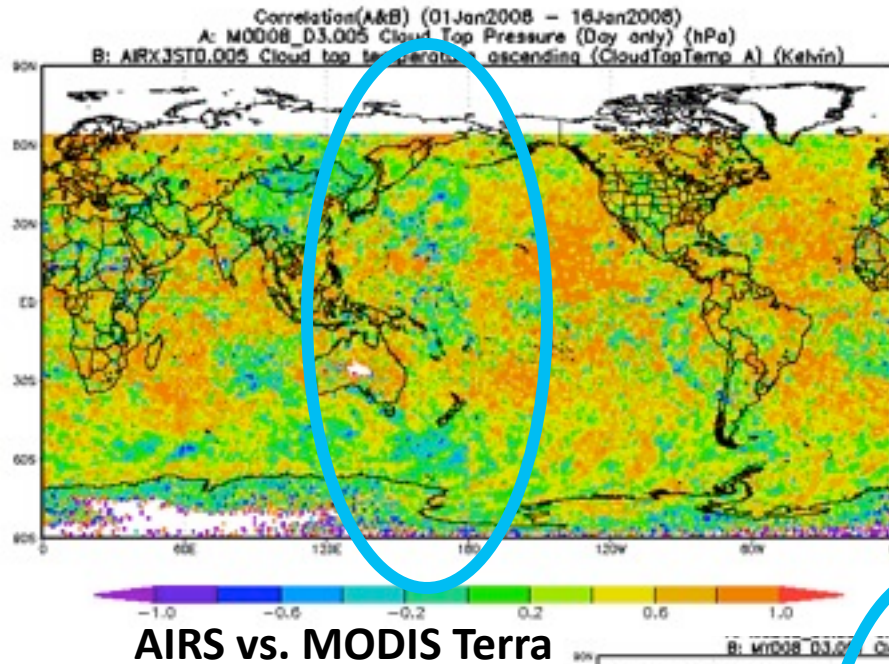 Correlation(A&B) (01Jan2008 - 16Jan2008)
A: MOD08_D3.005 Cloud Top Pressure (Day only) (hPa)
B: AIRX3STD.005 Cloud top temperature ascending (CloudTopTemp A) (Kelvin)
90N
60N
30N
EQ
30S
60S
90S
0 60E 120E 180 120W 60W
-1.0 -0.6 -0.2 0.2 0.6 1.0
AIRS vs. MODIS Terra
90N
B: MYD08_D3.005